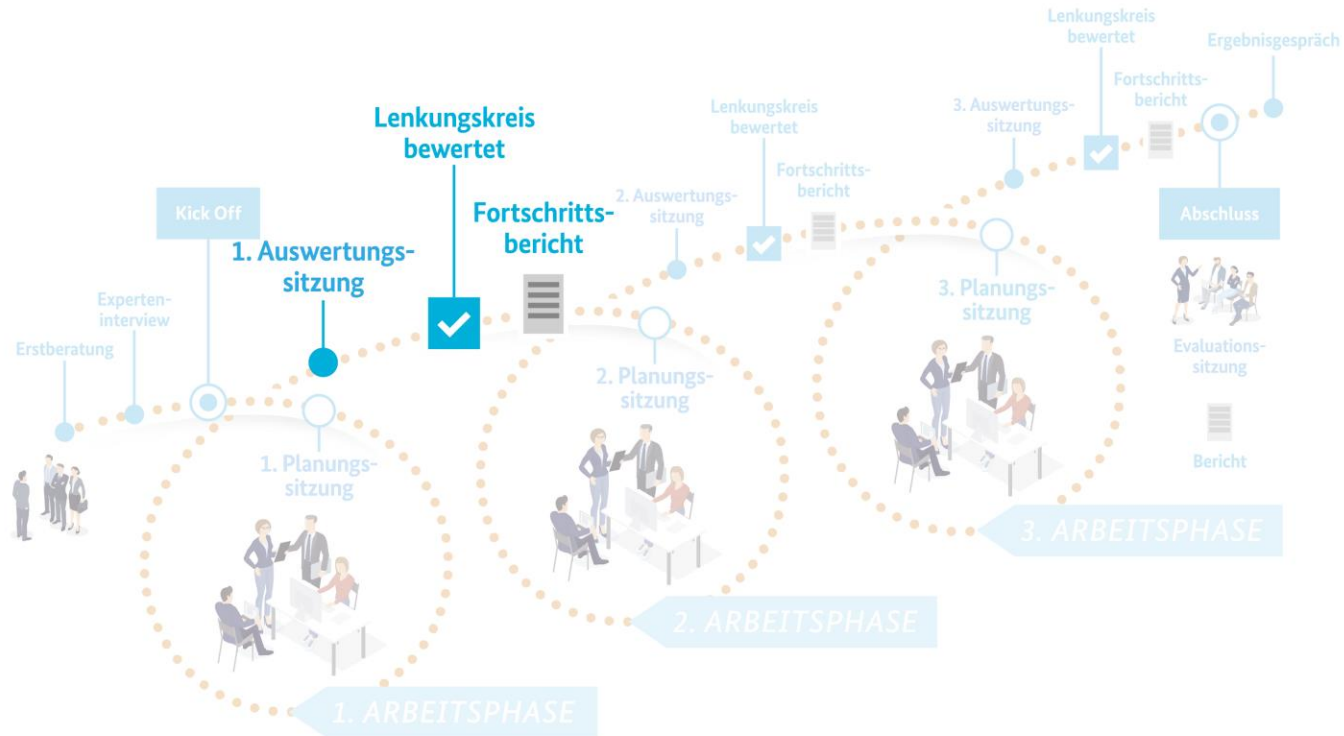 Erstberatung
Experten-
interview
Kick Off
1. Planungs-
sitzung
1. ARBEITSPHASE
1. Auswertungs-
sitzung
Lenkungskreis
bewertet
Fortschritts-
bericht
2. Planungs-
sitzung
2. ARBEITSPHASE
2. Auswertungs-
sitzung
Lenkungskreis
bewertet
Fortschritts-
bericht
3. Planungs-
sitzung
3. ARBEITSPHASE
3. Auswertungs-
sitzung
Lenkungskreis
bewertet
Fortschritts-
bericht
Abschluss
Evaluations-
sitzung
Bericht
Ergebnisgespräch